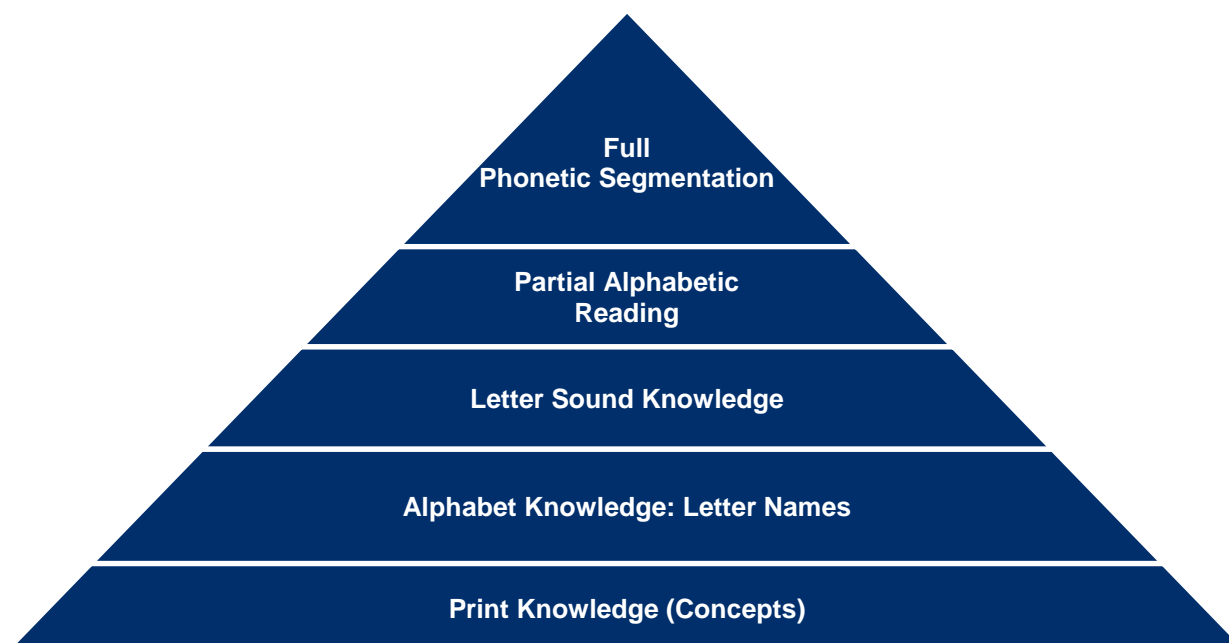 Full
Phonetic Segmentation
Partial Alphabetic
Reading
Letter Sound Knowledge
Alphabet Knowledge: Letter Names
Print Knowledge (Concepts)